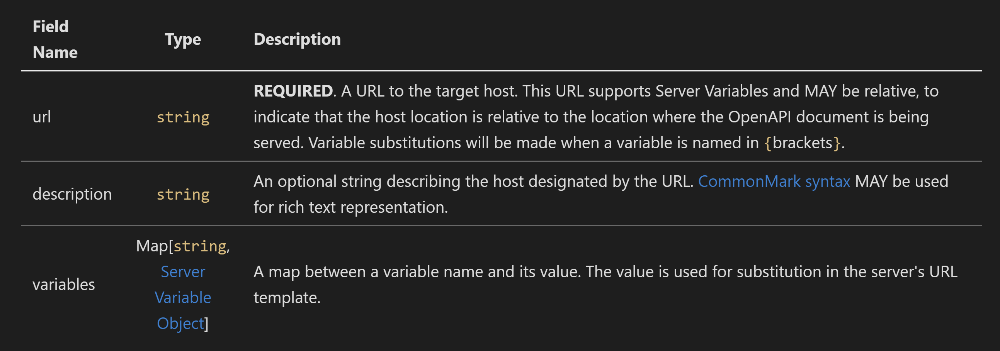 Field
Name
Type
Description
url
string
REQUIRED. A URL to the target host. This URL supports Server Variables and MAY be relative, to
indicate that the host location is relative to the location where the OpenAPI document is being
served. Variable substitutions will be made when a variable is named in {brackets}.
description
string
An optional string describing the host designated by the URL. CommonMark syntax MAY be used
for rich text representation.
variables
Map[string,
Server
Variable
Object]
A map between a variable name and its value. The value is used for substitution in the server's URL
template.